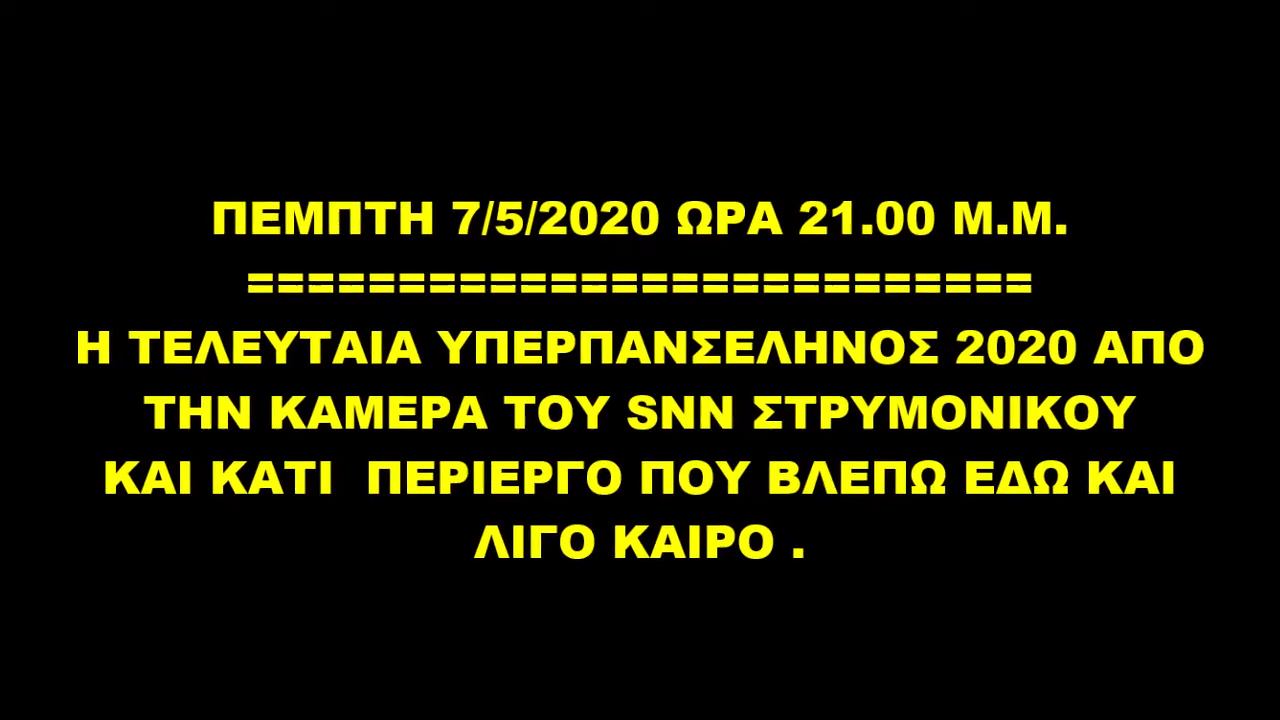 ΠΕΜΠΤΗ 7/5/2020 ΩΡΑ 21.00 Μ.Μ.
==========================
Η ΤΕΛΕΥΤΑΙΑ ΥΠΕΡΠΑΝΣΕΛΗΝΟΣ 2020 ΑΠΟ
ΤΗΝ ΚΑΜΕΡΑ ΤΟΥ SNN ΣΤΡΥΜΟΝΙΚΟΥ
ΚΑΙ ΚΑΤΙ  ΠΕΡΙΕΡΓΟ ΠΟΥ ΒΛΕΠΩ ΕΔΩ ΚΑΙ
ΛΙΓΟ ΚΑΙΡΟ .